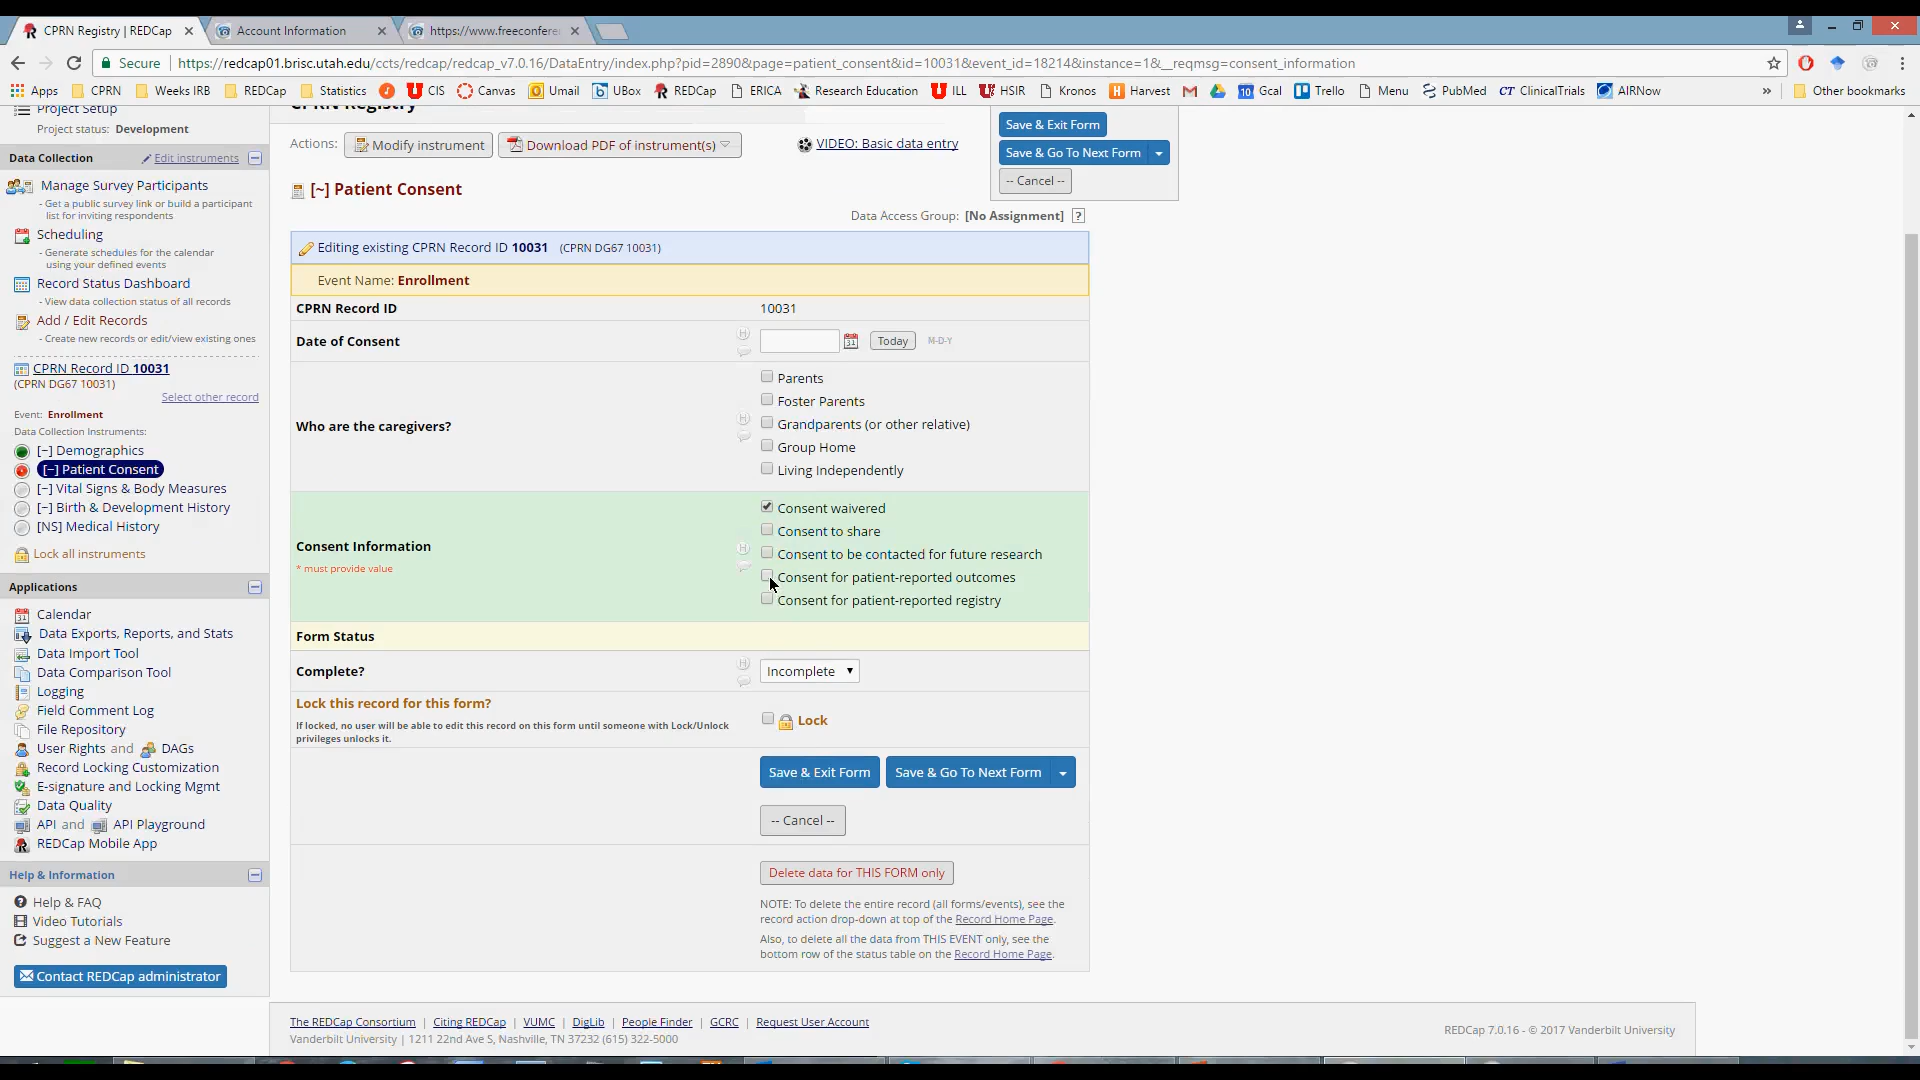 CPRN Registry | REDCap
Account Information
https://www.freeconfere
Secure
https://redcap01.brisc.utah.edu/ccts/redcap/redcap_v7.0.16/DataEntry/index.php?pid=2890&page=patient_consent&id=10031&event_id=18214&instance=1&__reqmsg=consent_information
Apps CPRN Weeks IRB REDCap Statistics CIS Canvas Umail UBox REDCap ERICA Research Education ILL HSIR Kronos Harvest Gcal Trello Menu PubMed CT ClinicalTrials AIRNow » Other bookmarks
Project Setup
Project status: Development
Data Collection Edit instruments
Manage Survey Participants
- Get a public survey link or build a participant
list for inviting respondents
Scheduling
- Generate schedules for the calendar
using your defined events
Record Status Dashboard
- View data collection status of all records
Add / Edit Records
- Create new records or edit/view existing ones
CPRN Record ID 10031
(CPRN DG67 10031)
Select other record
Event: Enrollment
Data Collection Instruments:
[~] Demographics
[~] Patient Consent
[~] Vital Signs & Body Measures
[~] Birth & Development History
[NS] Medical History
Lock all instruments
Applications
Calendar
Data Exports, Reports, and Stats
Data Import Tool
Data Comparison Tool
Logging
Field Comment Log
File Repository
User Rights and DAGs
Record Locking Customization
E-signature and Locking Mgmt
Data Quality
API and API Playground
REDCap Mobile App
Help & Information
Help & FAQ
Video Tutorials
Suggest a New Feature
Contact REDCap administrator
CPRN Registry
Actions: Modify instrument Download PDF of instrument(s) VIDEO: Basic data entry
Save & Exit Form
Save & Go To Next Form
-- Cancel --
[~] Patient Consent
Data Access Group: [No Assignment] ?
Editing existing CPRN Record ID 10031 (CPRN DG67 10031)
Event Name: Enrollment
CPRN Record ID 10031
Date of Consent 31 Today M-D-Y
Who are the caregivers?
Parents
Foster Parents
Grandparents (or other relative)
Group Home
Living Independently
Consent Information
* must provide value
Consent waivered
Consent to share
Consent to be contacted for future research
Consent for patient-reported outcomes
Consent for patient-reported registry
Form Status
Complete? Incomplete
Lock this record for this form?
If locked, no user will be able to edit this record on this form until someone with Lock/Unlock
privileges unlocks it.
Lock
Save & Exit Form Save & Go To Next Form
-- Cancel --
Delete data for THIS FORM only
NOTE: To delete the entire record (all forms/events), see the
record action drop-down at top of the Record Home Page.
Also, to delete all the data from THIS EVENT only, see the
bottom row of the status table on the Record Home Page.
The REDCap Consortium | Citing REDCap | VUMC | DigLib | People Finder | GCRC | Request User Account
Vanderbilt University | 1211 22nd Ave S, Nashville, TN 37232 (615) 322-5000
REDCap 7.0.16 - © 2017 Vanderbilt University